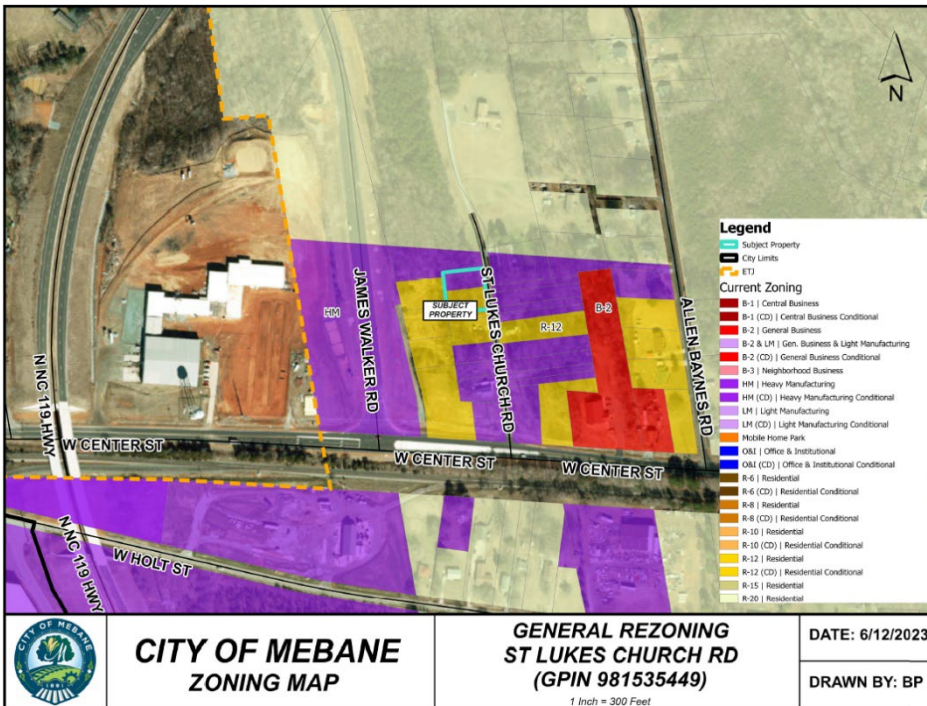 N
JAMES WALKER RD
ST LUKES CHURCH RD
ALLEN BAYNES RD
N NC 119 HWY
HM
SUBJECT
PROPERTY
R-12
B-2
W CENTER ST
W CENTER ST
W CENTER ST
W HOLT ST
N NC 119 HWY
Legend
Subject Property
City Limits
ETJ
Current Zoning
B-1 | Central Business
B-1 (CD) | Central Business Conditional
B-2 | General Business
B-2 & LM | Gen. Business & Light Manufacturing
B-2 (CD) | General Business Conditional
B-3 | Neighborhood Business
HM | Heavy Manufacturing
HM (CD) | Heavy Manufacturing Conditional
LM | Light Manufacturing
LM (CD) | Light Manufacturing Conditional
Mobile Home Park
O&I | Office & Institutional
O&I (CD) | Office & Institutional Conditional
R-6 | Residential
R-6 (CD) | Residential Conditional
R-8 | Residential
R-8 (CD) | Residential Conditional
R-10 | Residential
R-10 (CD) | Residential Conditional
R-12 | Residential
R-12 (CD) | Residential Conditional
R-15 | Residential
R-20 | Residential
CITY OF MEBANE
1881
CITY OF MEBANE
ZONING MAP
GENERAL REZONING
ST LUKES CHURCH RD
(GPIN 981535449)
1 Inch = 300 Feet
DATE: 6/12/2023
DRAWN BY: BP